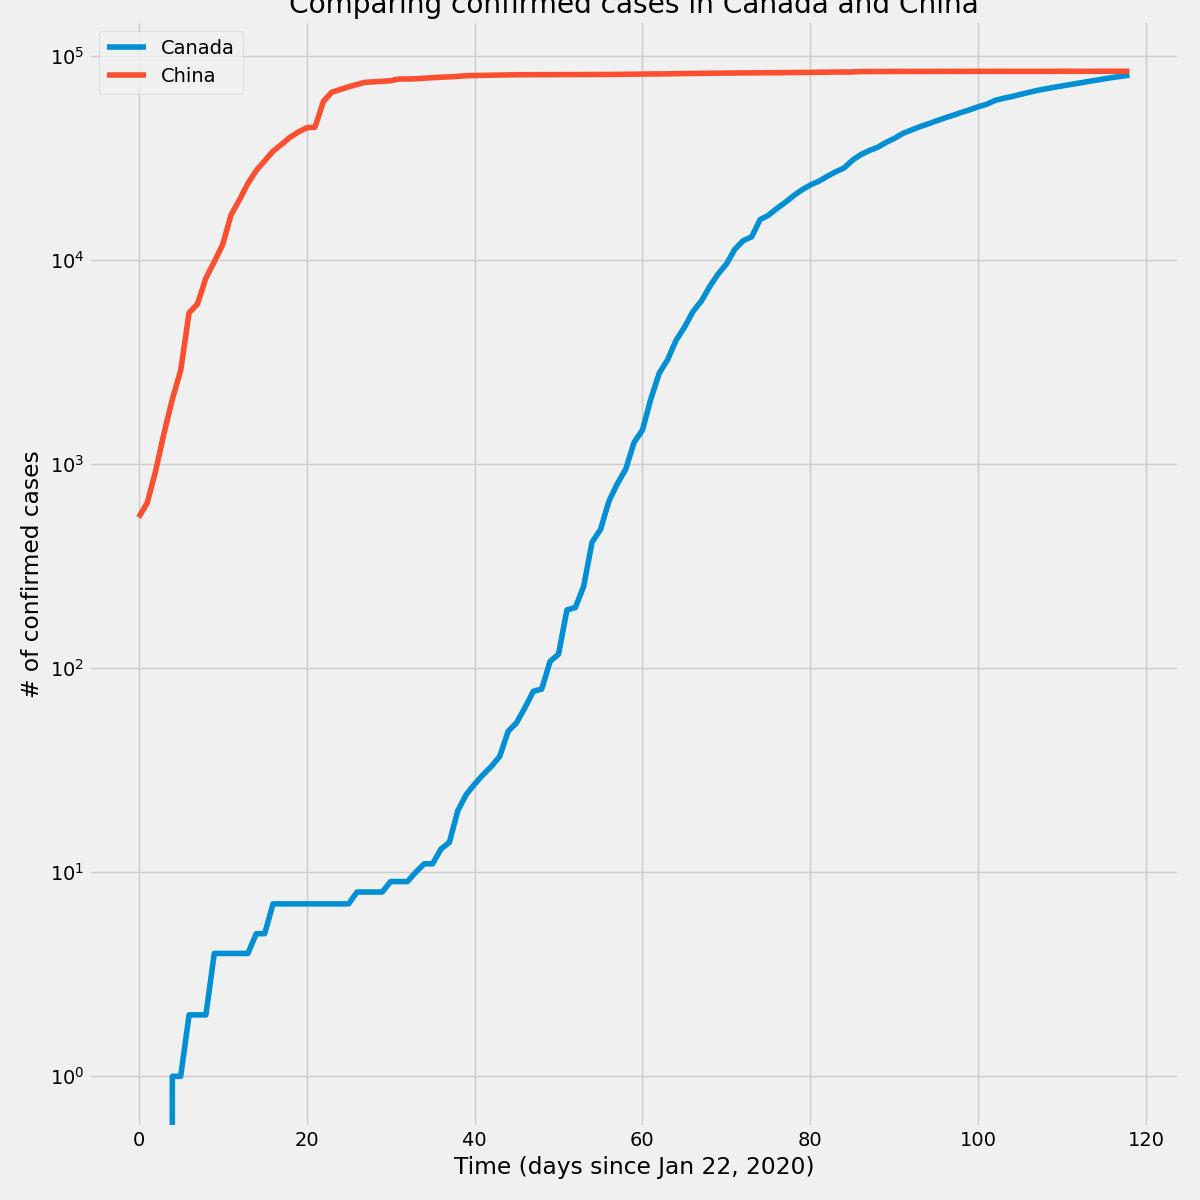 Comparing confirmed cases in Canada and China
Canada
China
10⁵
10⁴
10³
10²
10¹
10⁰
# of confirmed cases
0 20 40 60 80 100 120
Time (days since Jan 22, 2020)